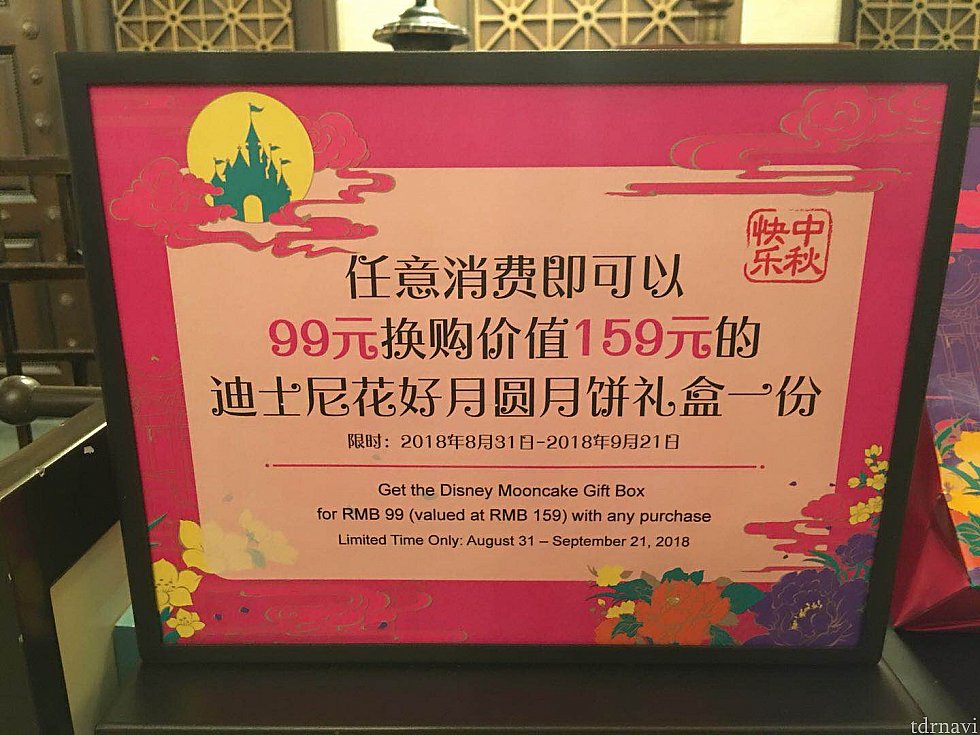 中秋
快乐
任意消费即可以
99元换购价值159元的
迪士尼花好月圆月饼礼盒一份
限时：2018年8月31日-2018年9月21日
Get the Disney Mooncake Gift Box
for RMB 99 (valued at RMB 159) with any purchase
Limited Time Only: August 31 – September 21, 2018
tdrnavi